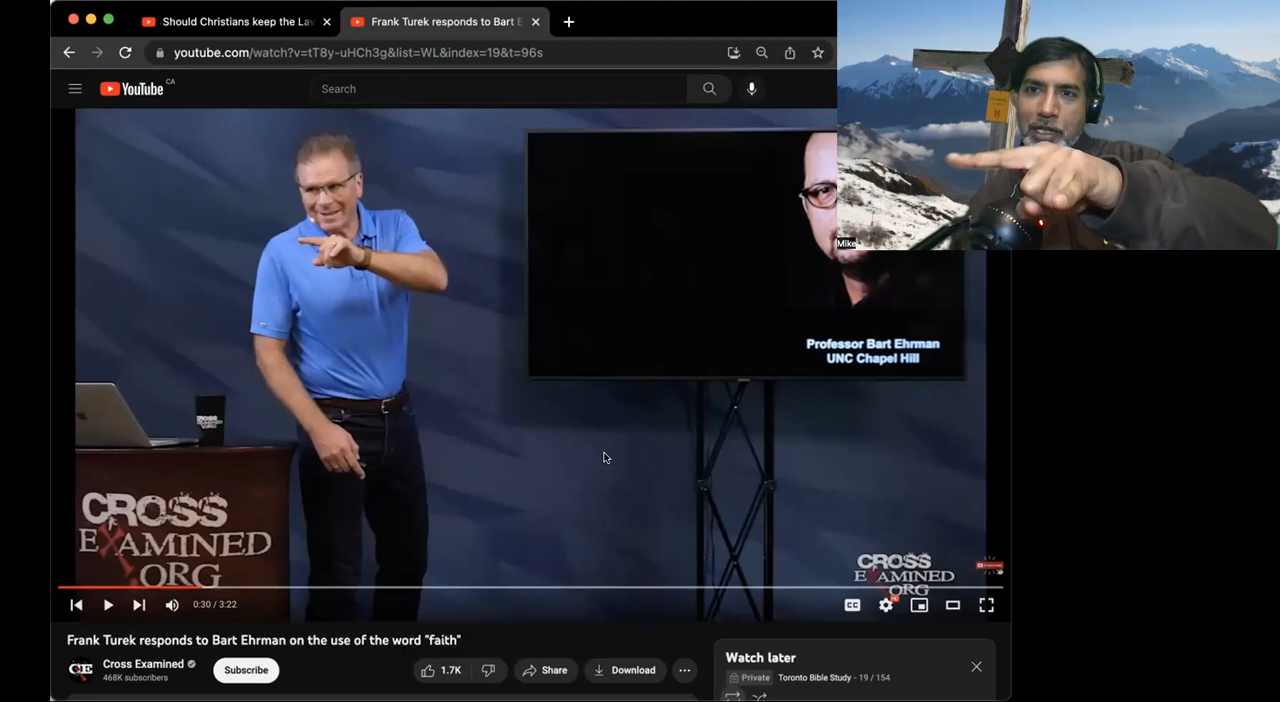 Should Christians keep the La
Frank Turek responds to Bart E
youtube.com/watch?v=tT8y-uHCh3g&list=WL&index=19&t=96s
YouTube CA
Search
Mike
Professor Bart Ehrman
UNC Chapel Hill
CROSS
EXAMINED
.ORG
CROSS
EXAMINED
.ORG
0:30 / 3:22
CC
HD
Frank Turek responds to Bart Ehrman on the use of the word "faith"
Cross Examined
468K subscribers
Subscribe
1.7K
Share
Download
Watch later
Private
Toronto Bible Study - 19 / 154